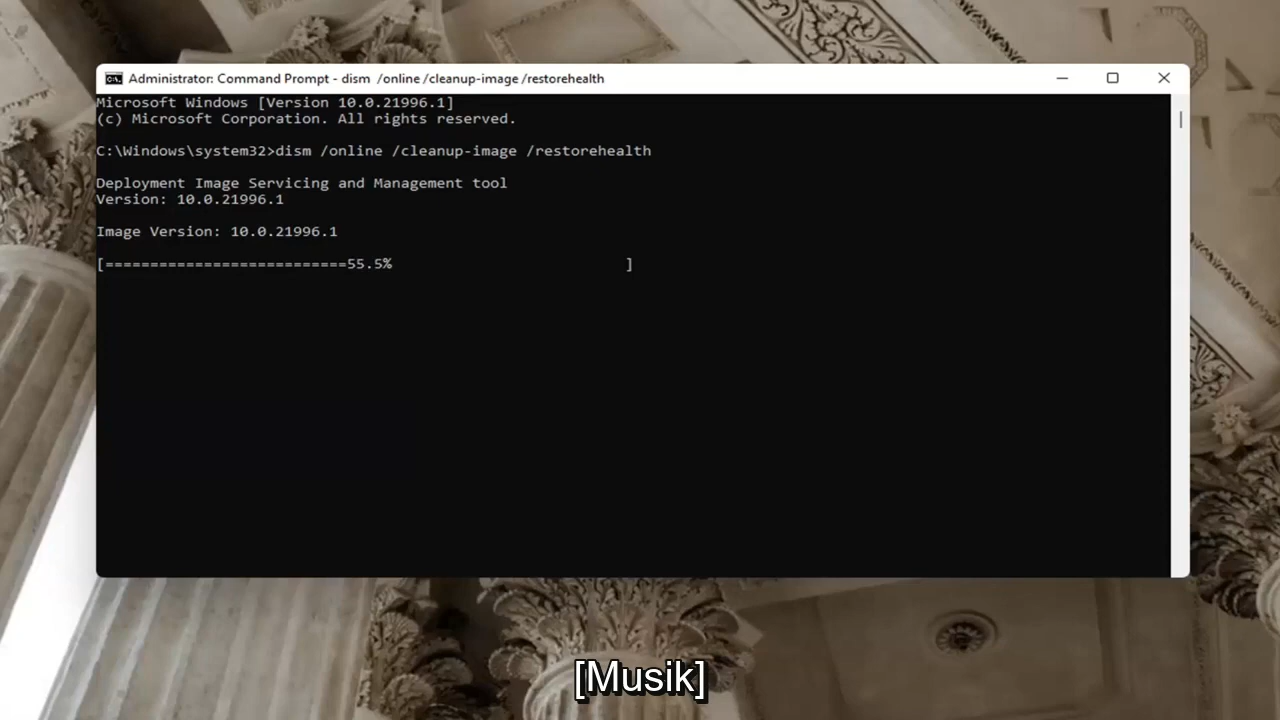 Administrator: Command Prompt - dism  /online /cleanup-image /restorehealth
Microsoft Windows [Version 10.0.21996.1]
(c) Microsoft Corporation. All rights reserved.
C:\Windows\system32>dism /online /cleanup-image /restorehealth
Deployment Image Servicing and Management tool
Version: 10.0.21996.1
Image Version: 10.0.21996.1
[===========================55.5%                          ]
[Musik]